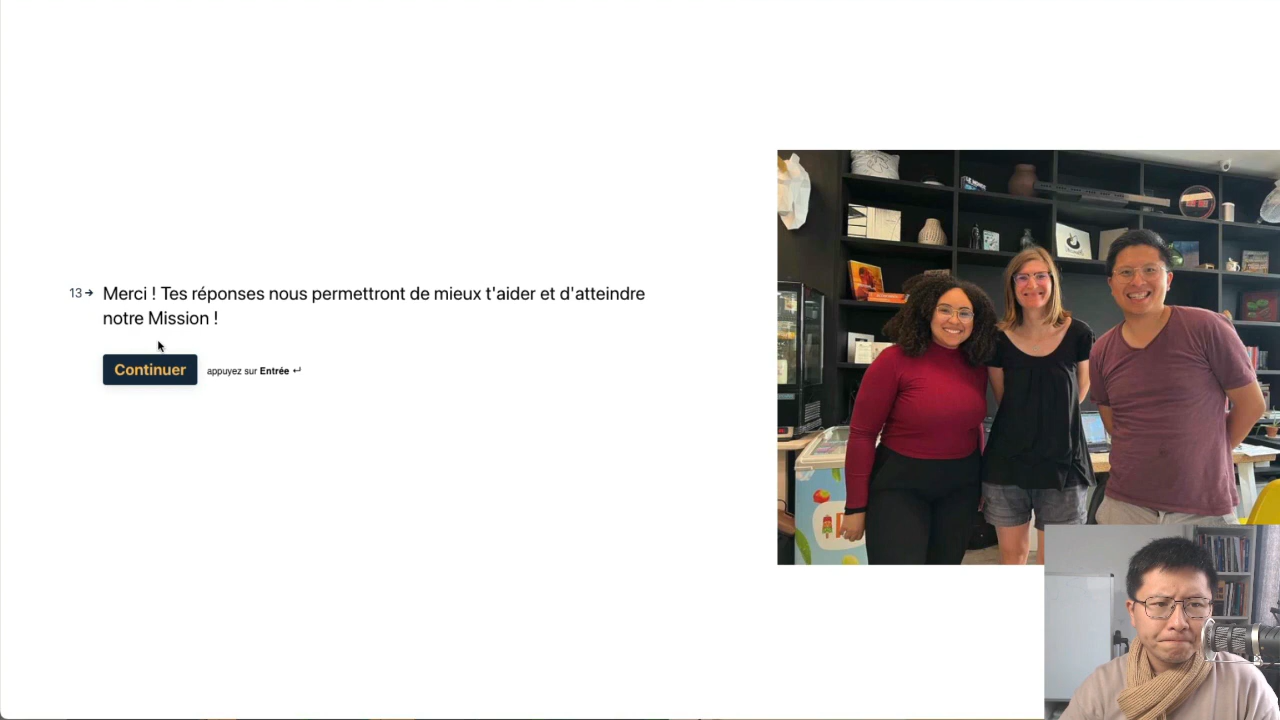 13→ Merci ! Tes réponses nous permettront de mieux t'aider et d'atteindre
notre Mission !
Continuer
appuyez sur Entrée ↵